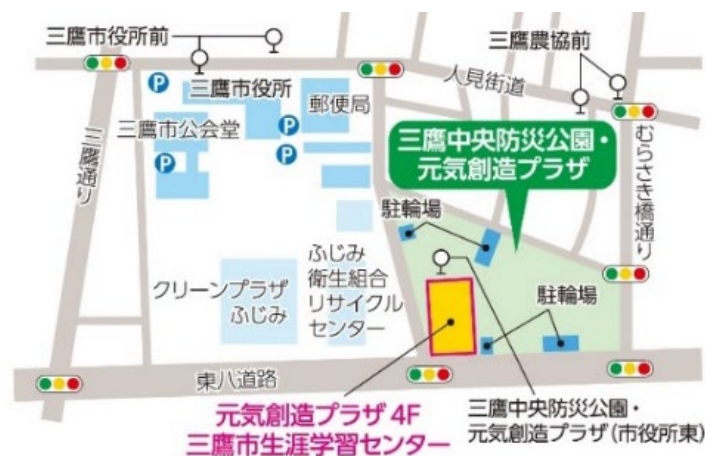 三鷹市役所前
三鷹農協前
P
三鷹市役所
人見街道
郵便局
三鷹市公会堂
P
P
P
三鷹通り
三鷹中央防災公園・
元気創造プラザ
むらさき橋通り
駐輪場
ふじみ
衛生組合
リサイクル
センター
クリーンプラザ
ふじみ
駐輪場
東八道路
元気創造プラザ 4F
三鷹市生涯学習センター
三鷹中央防災公園・
元気創造プラザ(市役所東)